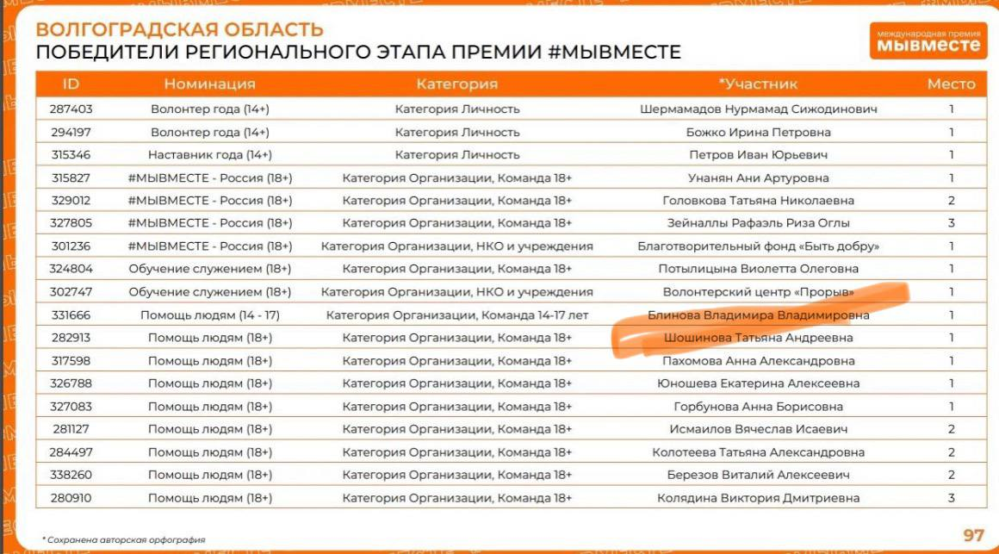 ВОЛГОГРАДСКАЯ ОБЛАСТЬ
ПОБЕДИТЕЛИ РЕГИОНАЛЬНОГО ЭТАПА ПРЕМИИ #МЫВМЕСТЕ
международная премия
МЫВМЕСТЕ
ID Номинация Категория *Участник Место
287403 Волонтер года (14+) Категория Личность Шермамадов Нурмамад Сижодинович 1
294197 Волонтер года (14+) Категория Личность Божко Ирина Петровна 1
315346 Наставник года (14+) Категория Личность Петров Иван Юрьевич 1
315827 #МЫВМЕСТЕ - Россия (18+) Категория Организации, Команда 18+ Унанян Ани Артуровна 1
329012 #МЫВМЕСТЕ - Россия (18+) Категория Организации, Команда 18+ Головкова Татьяна Николаевна 2
327805 #МЫВМЕСТЕ - Россия (18+) Категория Организации, Команда 18+ Зейналлы Рафаэль Риза Оглы 3
301236 #МЫВМЕСТЕ - Россия (18+) Категория Организации, НКО и учреждения Благотворительный фонд «Быть добру» 1
324804 Обучение служением (18+) Категория Организации, Команда 18+ Потылицына Виолетта Олеговна 1
302747 Обучение служением (18+) Категория Организации, НКО и учреждения Волонтерский центр «Прорыв» 1
331666 Помощь людям (14 - 17) Категория Организации, Команда 14-17 лет Блинова Владимира Владимировна 1
282913 Помощь людям (18+) Категория Организации, Команда 18+ Шошинова Татьяна Андреевна 1
317598 Помощь людям (18+) Категория Организации, Команда 18+ Пахомова Анна Александровна 1
326788 Помощь людям (18+) Категория Организации, Команда 18+ Юношева Екатерина Алексеевна 1
327083 Помощь людям (18+) Категория Организации, Команда 18+ Горбунова Анна Борисовна 1
281127 Помощь людям (18+) Категория Организации, Команда 18+ Исмаилов Вячеслав Исаевич 2
284497 Помощь людям (18+) Категория Организации, Команда 18+ Колотеева Татьяна Александровна 2
338260 Помощь людям (18+) Категория Организации, Команда 18+ Березов Виталий Алексеевич 2
280910 Помощь людям (18+) Категория Организации, Команда 18+ Колядина Виктория Дмитриевна 3
* Сохранена авторская орфография
97